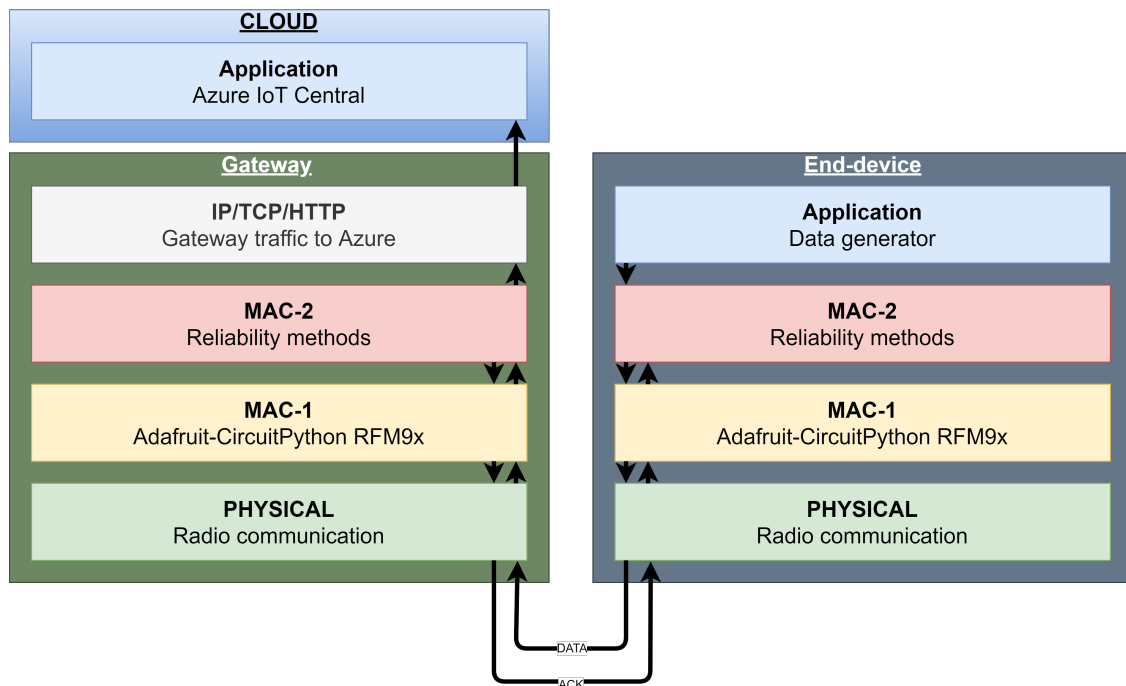 CLOUD
Application
Azure IoT Central
Gateway
IP/TCP/HTTP
Gateway traffic to Azure
MAC-2
Reliability methods
MAC-1
Adafruit-CircuitPython RFM9x
PHYSICAL
Radio communication
End-device
Application
Data generator
MAC-2
Reliability methods
MAC-1
Adafruit-CircuitPython RFM9x
PHYSICAL
Radio communication
DATA
ACK